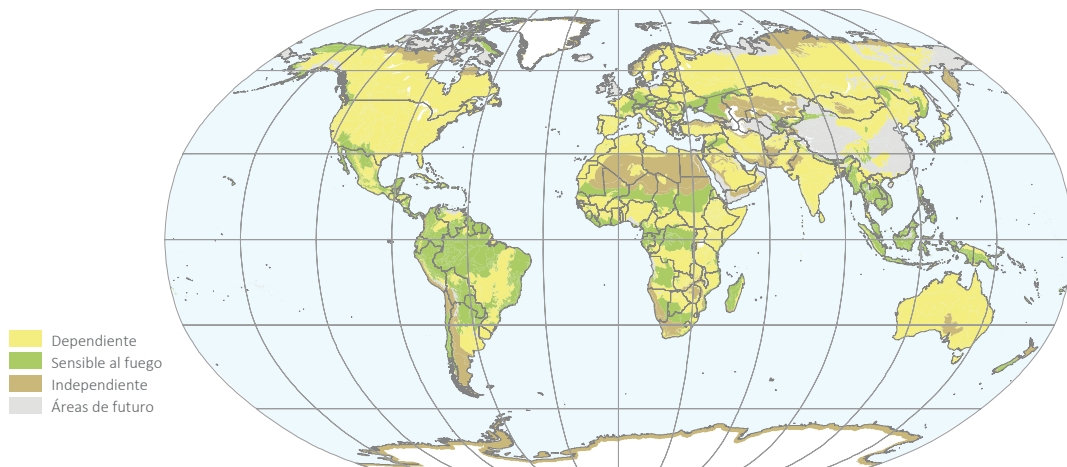 Dependiente
Sensible al fuego
Independiente
Áreas de futuro